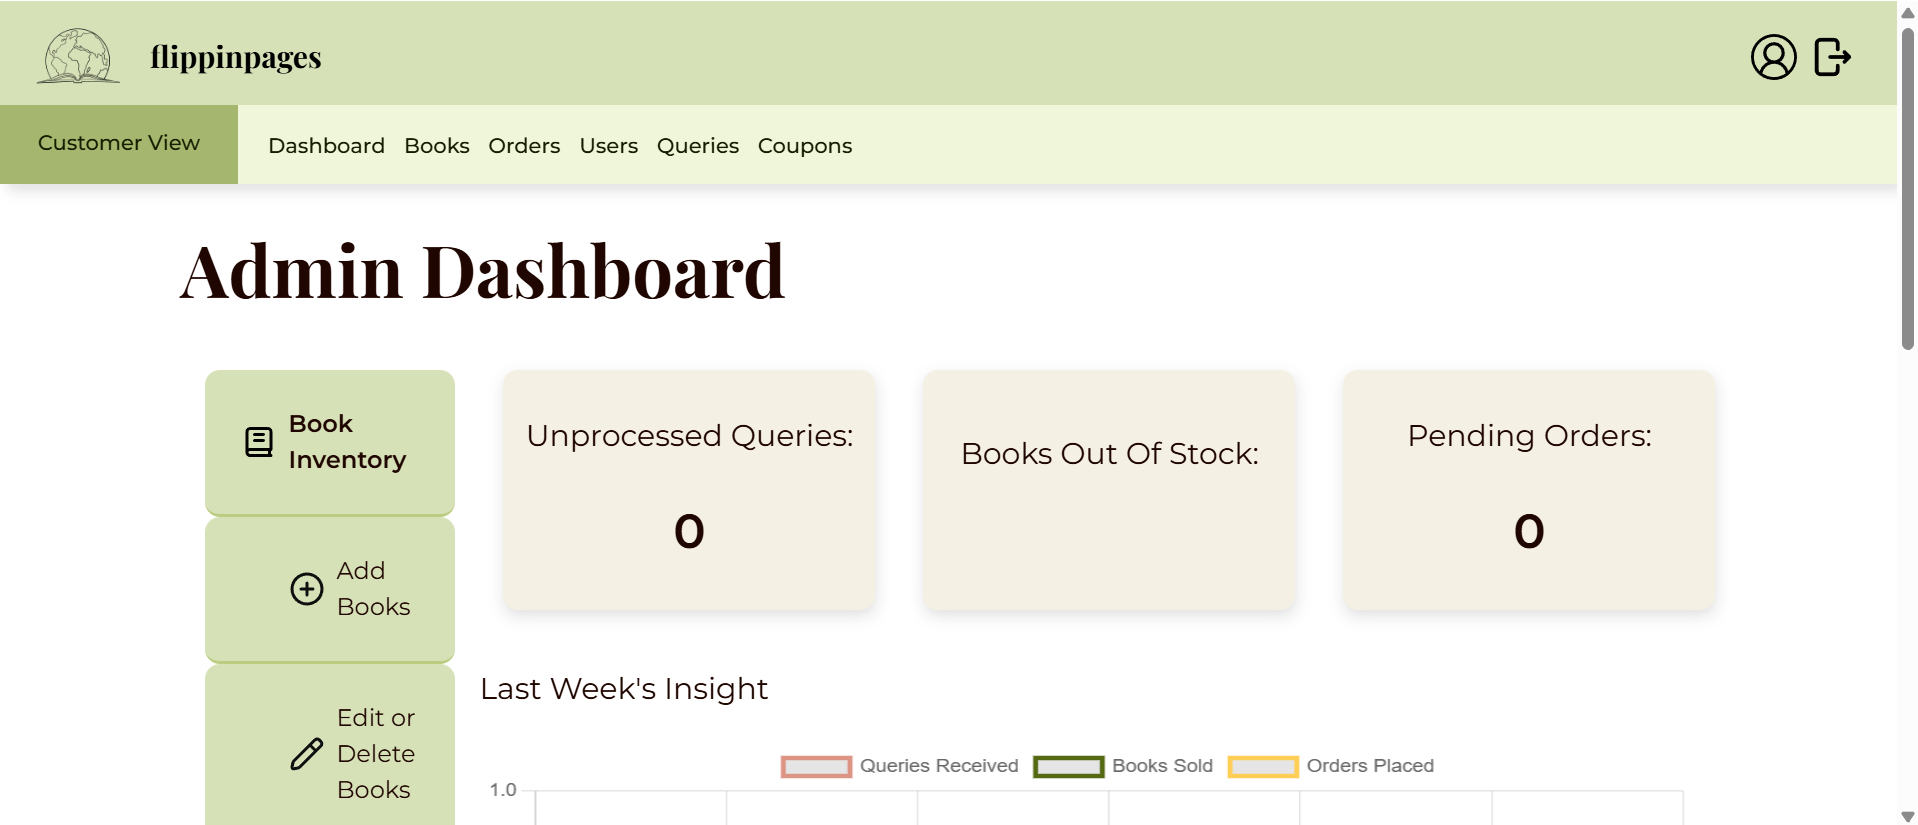 flippinpages
Customer View
Dashboard Books Orders Users Queries Coupons
Admin Dashboard
Book
Inventory
Add
Books
Edit or
Delete
Books
Unprocessed Queries:
0
Books Out Of Stock:
Pending Orders:
0
Last Week's Insight
Queries Received Books Sold Orders Placed
1.0